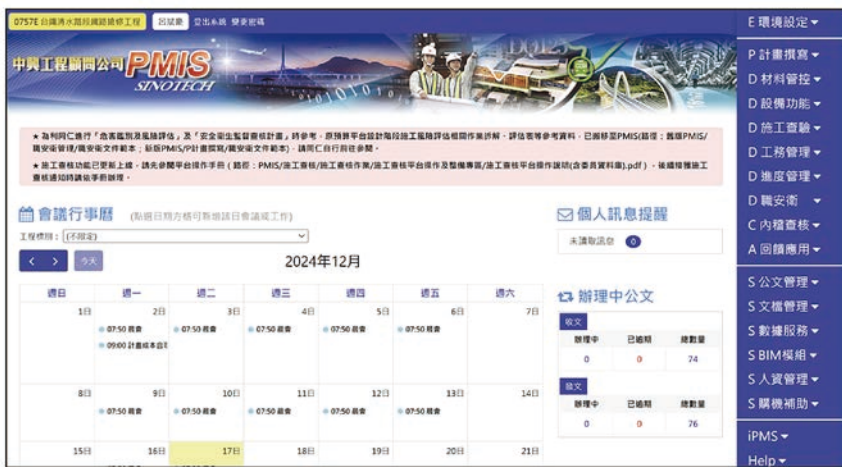 0757E 台鐵清水路段鐵路搶修工程 登出系統 變更密碼
中興工程顧問公司 PMIS
SINOTECH
★為利同仁進行「危害鑑別及風險評估」及「安全衛生監督查核計畫」時參考,原預算平台設計階段施工風險評估相關作業拆解、評估表等參考資料,已搬移至PMIS(路徑:舊版PMIS/
職安衛管理/職安衛文件範本;新版PMIS/P計畫撰寫/職安衛文件範本),請同仁自行前往參閱。
★施工查核功能已更新上線,請先參閱平台操作手冊(路徑:PMIS/施工查核/施工查核作業/施工查核平台操作及整備專區/施工查核平台操作說明(含委員資料庫).pdf),後續接獲施工
查核通知時請依手冊辦理。
會議行事曆 (點選日期方格可新增該日會議或工作)
工程標別: (不限定)
< > 今天
2024年12月
週日 週一 週二 週三 週四 週五 週六
1日 2日 3日 4日 5日 6日 7日
07:50 晨會 07:50 晨會 07:50 晨會 07:50 晨會 07:50 晨會
09:00 計畫成本自
8日 9日 10日 11日 12日 13日 14日
07:50 晨會 07:50 晨會 07:50 晨會 07:50 晨會 07:50 晨會
15日 16日 17日 18日 19日 20日 21日
個人訊息提醒
未讀取訊息 0
辦理中公文
收文
辦理中 已逾期 總數量
0 0 74
發文
辦理中 已逾期 總數量
0 0 76
E 環境設定
P 計畫撰寫
D 材料管控
D 設備功能
D 施工查驗
D 工務管理
D 進度管理
D 職安衛
C 內稽查核
A 回饋應用
S 公文管理
S 文檔管理
S 數據服務
S BIM模組
S 人資管理
S 購機補助
iPMS
Help